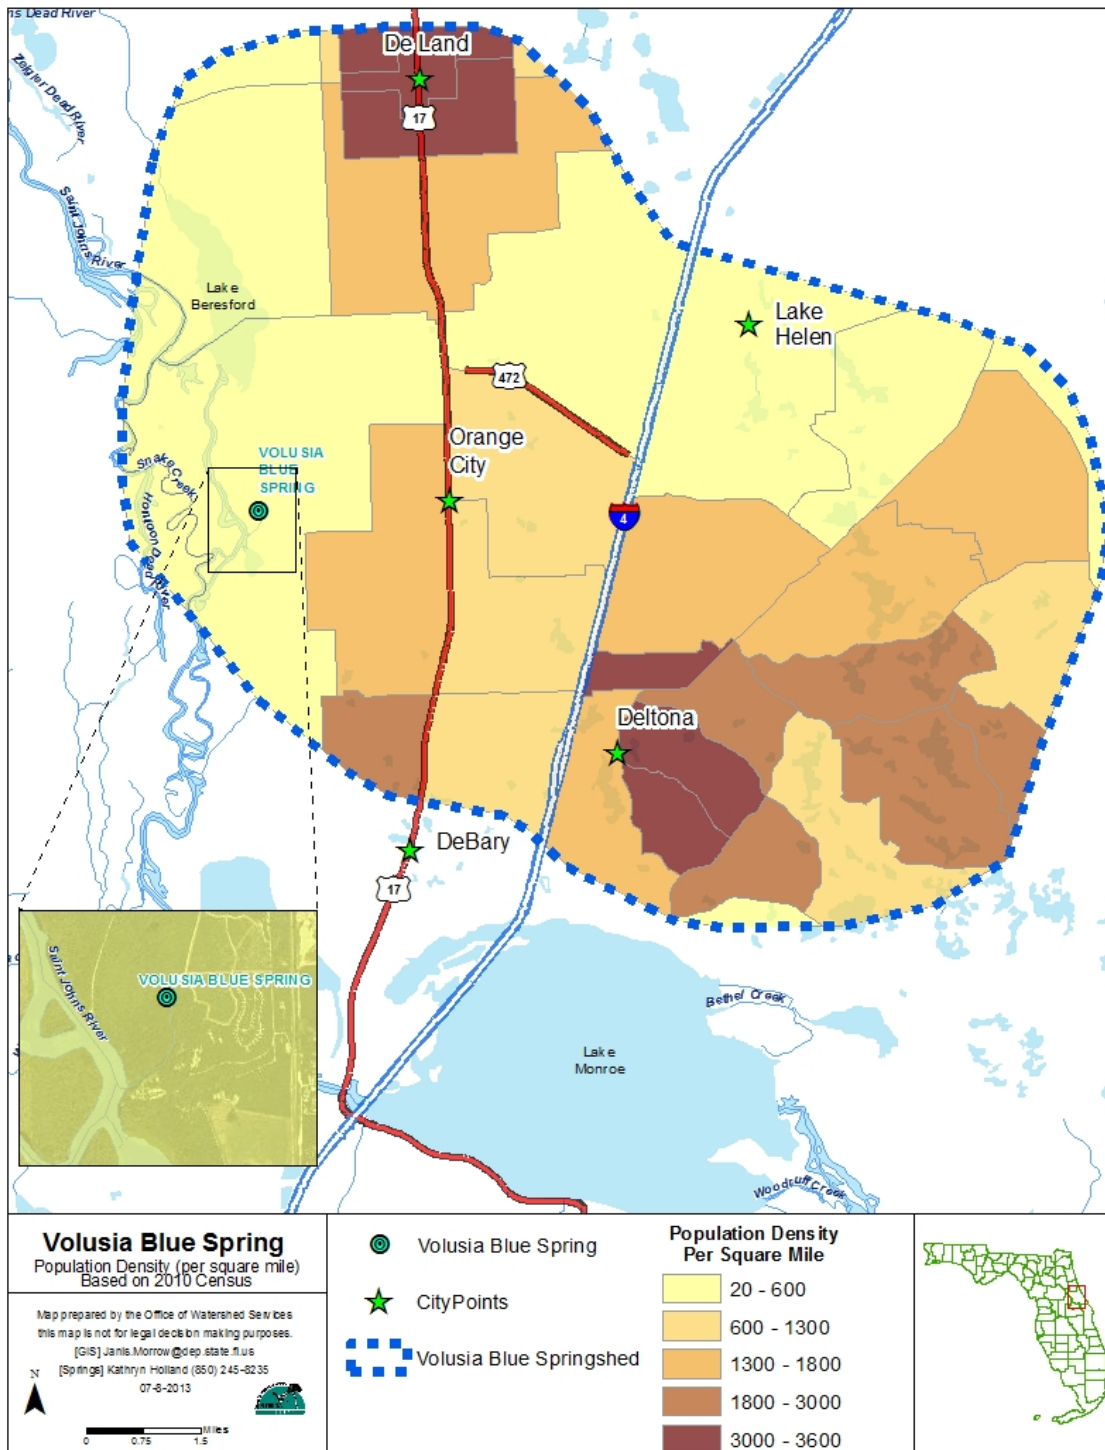 ns Dead River
De Land
Zeigler Dead River
17
Saint Johns River
Lake
Beresford
Lake
Helen
472
Orange
City
VOLUSIA
BLUE
SPRING
Snake Creek
Hontoon Dead River
4
Deltona
DeBary
17
VOLUSIA BLUE SPRING
Saint Johns River
Bethel Creek
Lake
Monroe
Woodruff Creek
Volusia Blue Spring
Population Density (per square mile)
Based on 2010 Census
Map prepared by the Office of Watershed Services
this map is not for legal decision making purposes.
[GIS] Janis.Morrow@dep.state.fl.us
[Springs] Kathryn Holland (850) 245-8235
07-8-2013
N
Miles
0 0.75 1.5
Volusia Blue Spring
City Points
Volusia Blue Springshed
Population Density
Per Square Mile
20 - 600
600 - 1300
1300 - 1800
1800 - 3000
3000 - 3600